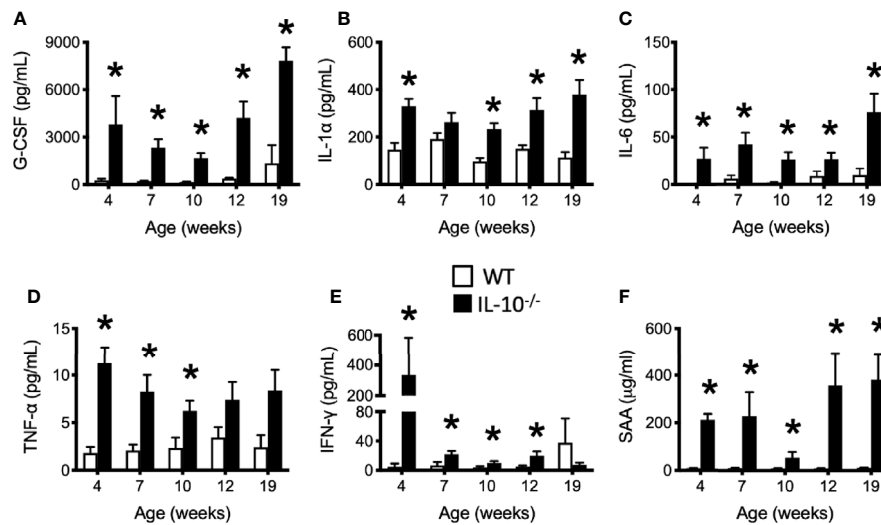 A
G-CSF (pg/mL)
9000
6000
3000
0
* * * * *
4 7 10 12 19
Age (weeks)
B
IL-1α (pg/mL)
600
400
200
0
* * * *
4 7 10 12 19
Age (weeks)
C
IL-6 (pg/mL)
150
100
50
0
* * * * *
4 7 10 12 19
Age (weeks)
WT
IL-10-/-
D
TNF-α (pg/mL)
15
10
5
0
* * *
4 7 10 12 19
Age (weeks)
E
IFN-γ (pg/mL)
600
400
200
80
40
0
* * * *
4 7 10 12 19
Age (weeks)
F
SAA (µg/ml)
600
400
200
0
* * * * *
4 7 10 12 19
Age (weeks)